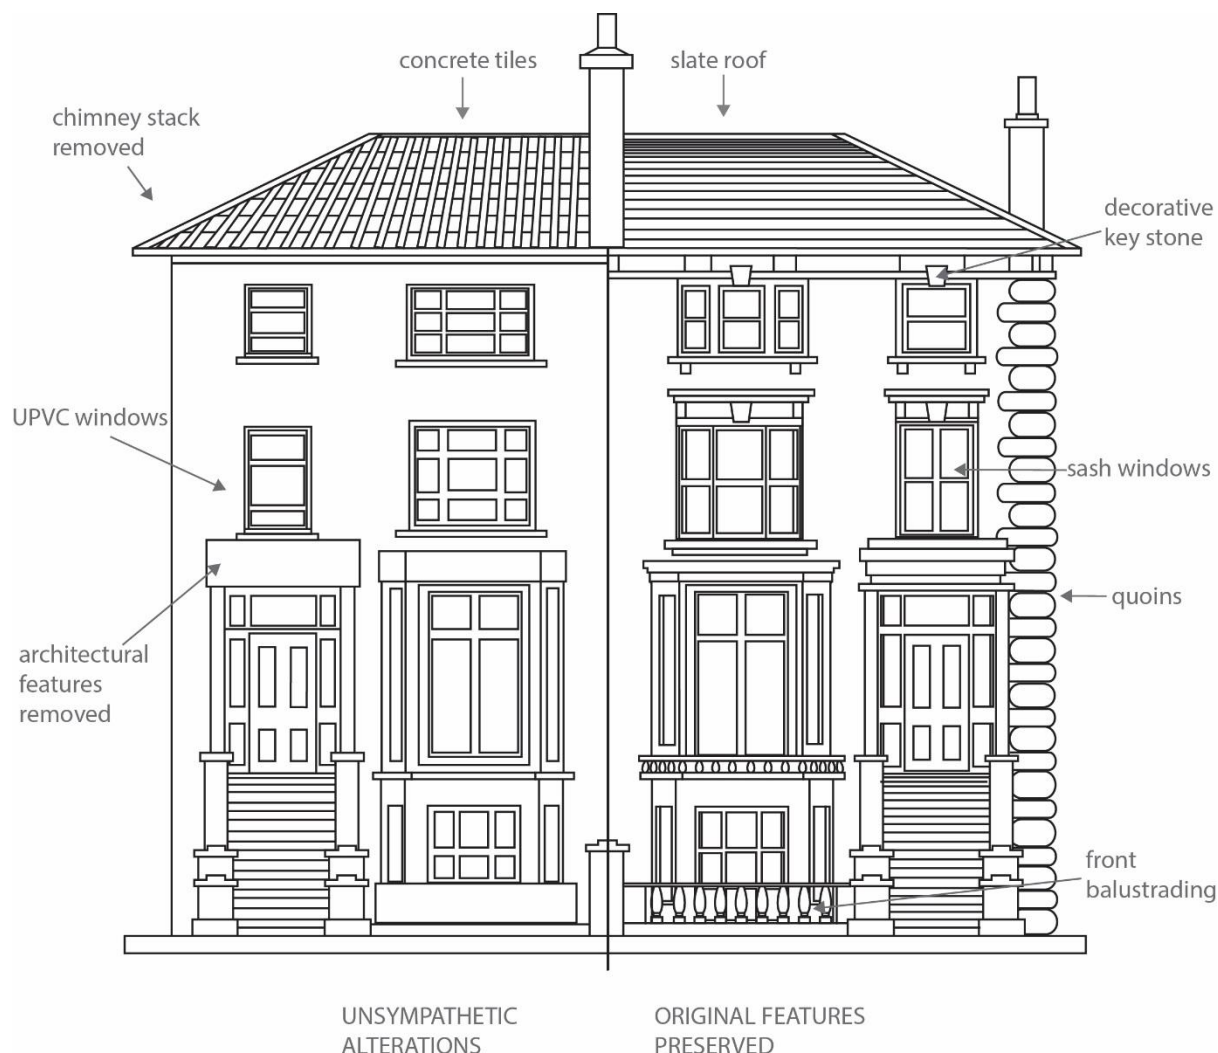 concrete tiles
slate roof
chimney stack
removed
decorative
key stone
UPVC windows
sash windows
quoins
architectural
features
removed
front
balustrading
UNSYMPATHETIC
ALTERATIONS
ORIGINAL FEATURES
PRESERVED